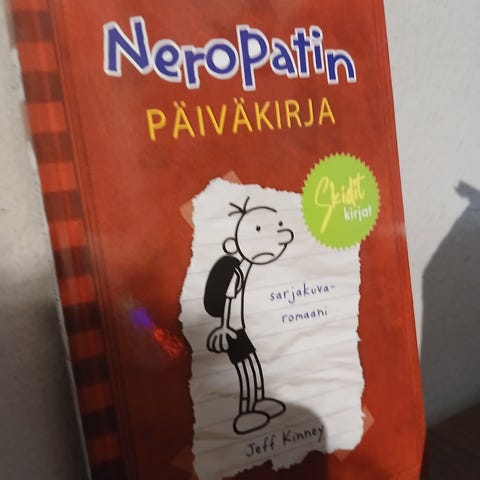 Neropatin
PÄIVÄKIRJA
Skidit
kirjat
sarjakuva-
romaani
Jeff Kinney